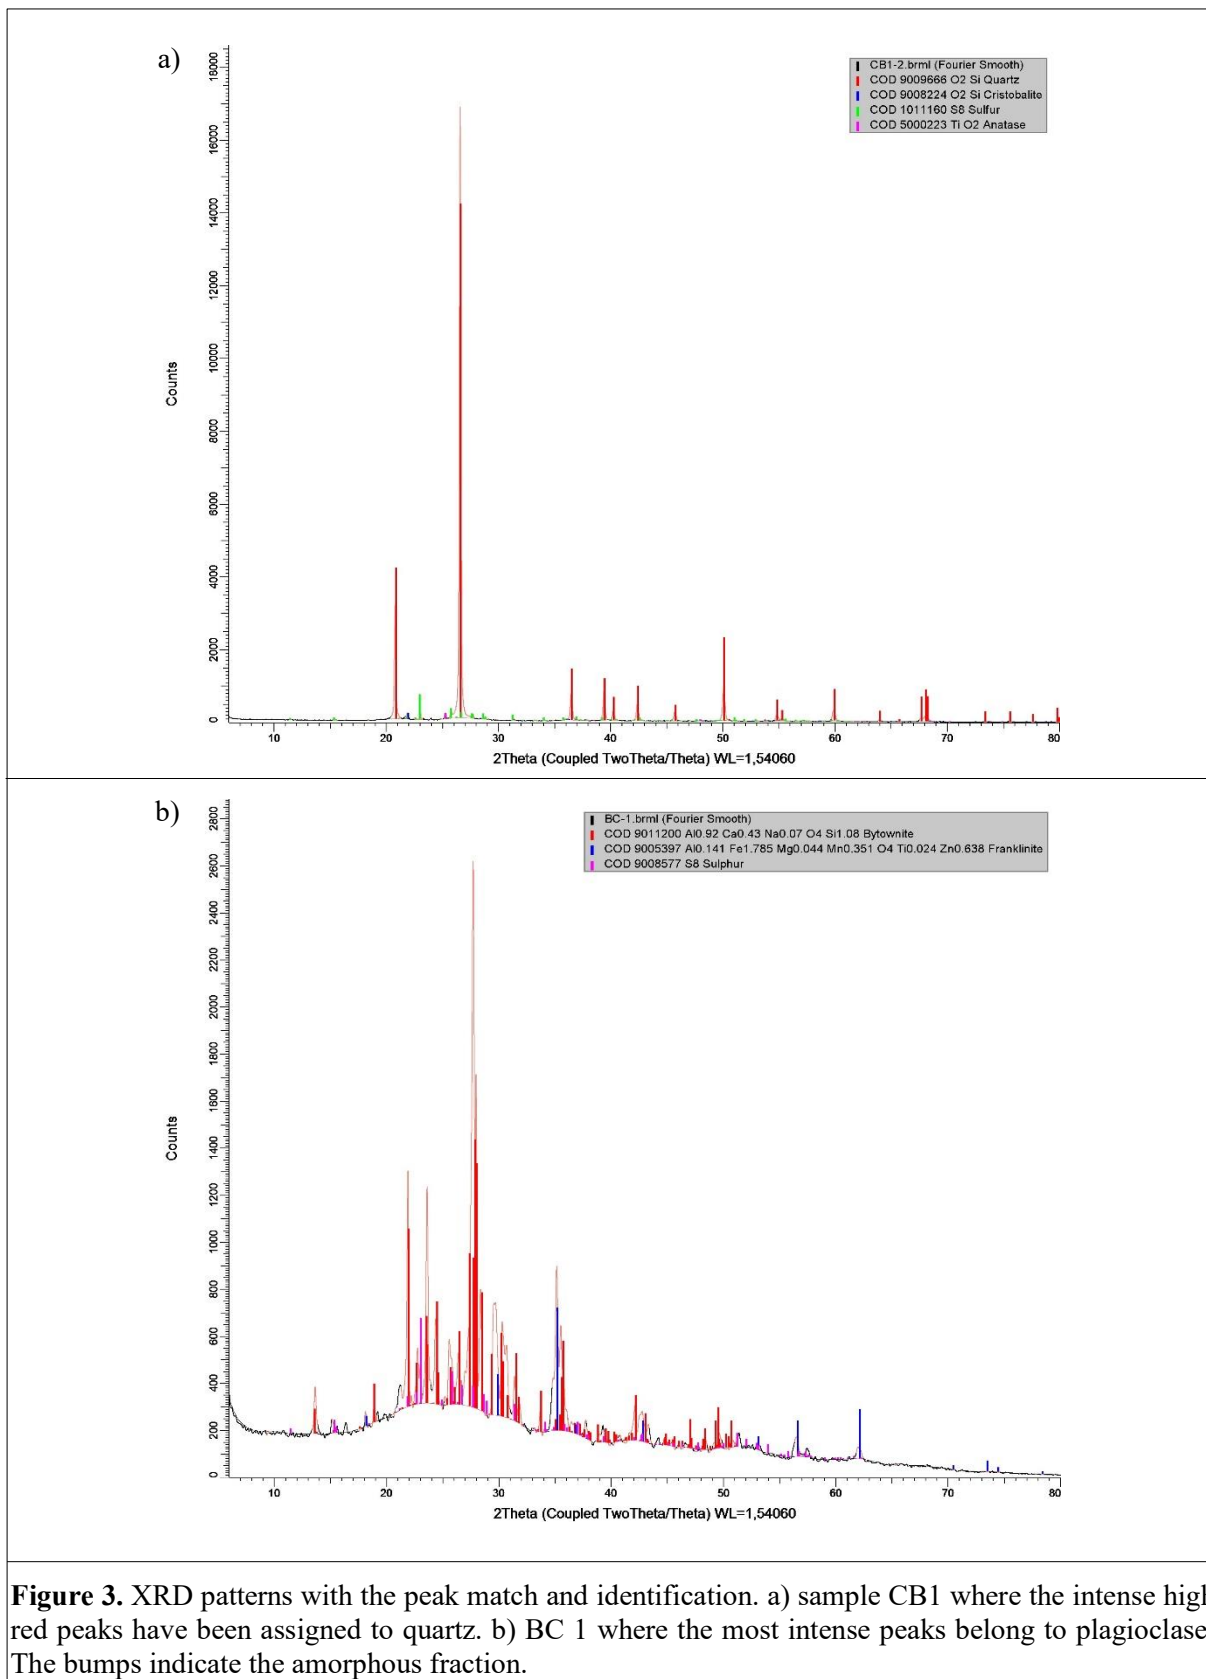 a)
CB1-2.brml (Fourier Smooth)
COD 9009666 O2 Si Quartz
COD 9008224 O2 Si Cristobalite
COD 1011160 S8 Sulfur
COD 5000223 Ti O2 Anatase
Counts
18000
16000
14000
12000
10000
8000
6000
4000
2000
0
10 20 30 40 50 60 70 80
2Theta (Coupled TwoTheta/Theta) WL=1,54060
b)
BC-1.brml (Fourier Smooth)
COD 9011200 Al0.92 Ca0.43 Na0.07 O4 Si1.08 Bytownite
COD 9005397 Al0.141 Fe1.785 Mg0.044 Mn0.351 O4 Ti0.024 Zn0.638 Franklinite
COD 9008577 S8 Sulphur
Counts
2800
2600
2400
2200
2000
1800
1600
1400
1200
1000
800
600
400
200
0
10 20 30 40 50 60 70 80
2Theta (Coupled TwoTheta/Theta) WL=1,54060
Figure 3. XRD patterns with the peak match and identification. a) sample CB1 where the intense high
red peaks have been assigned to quartz. b) BC 1 where the most intense peaks belong to plagioclase
The bumps indicate the amorphous fraction.